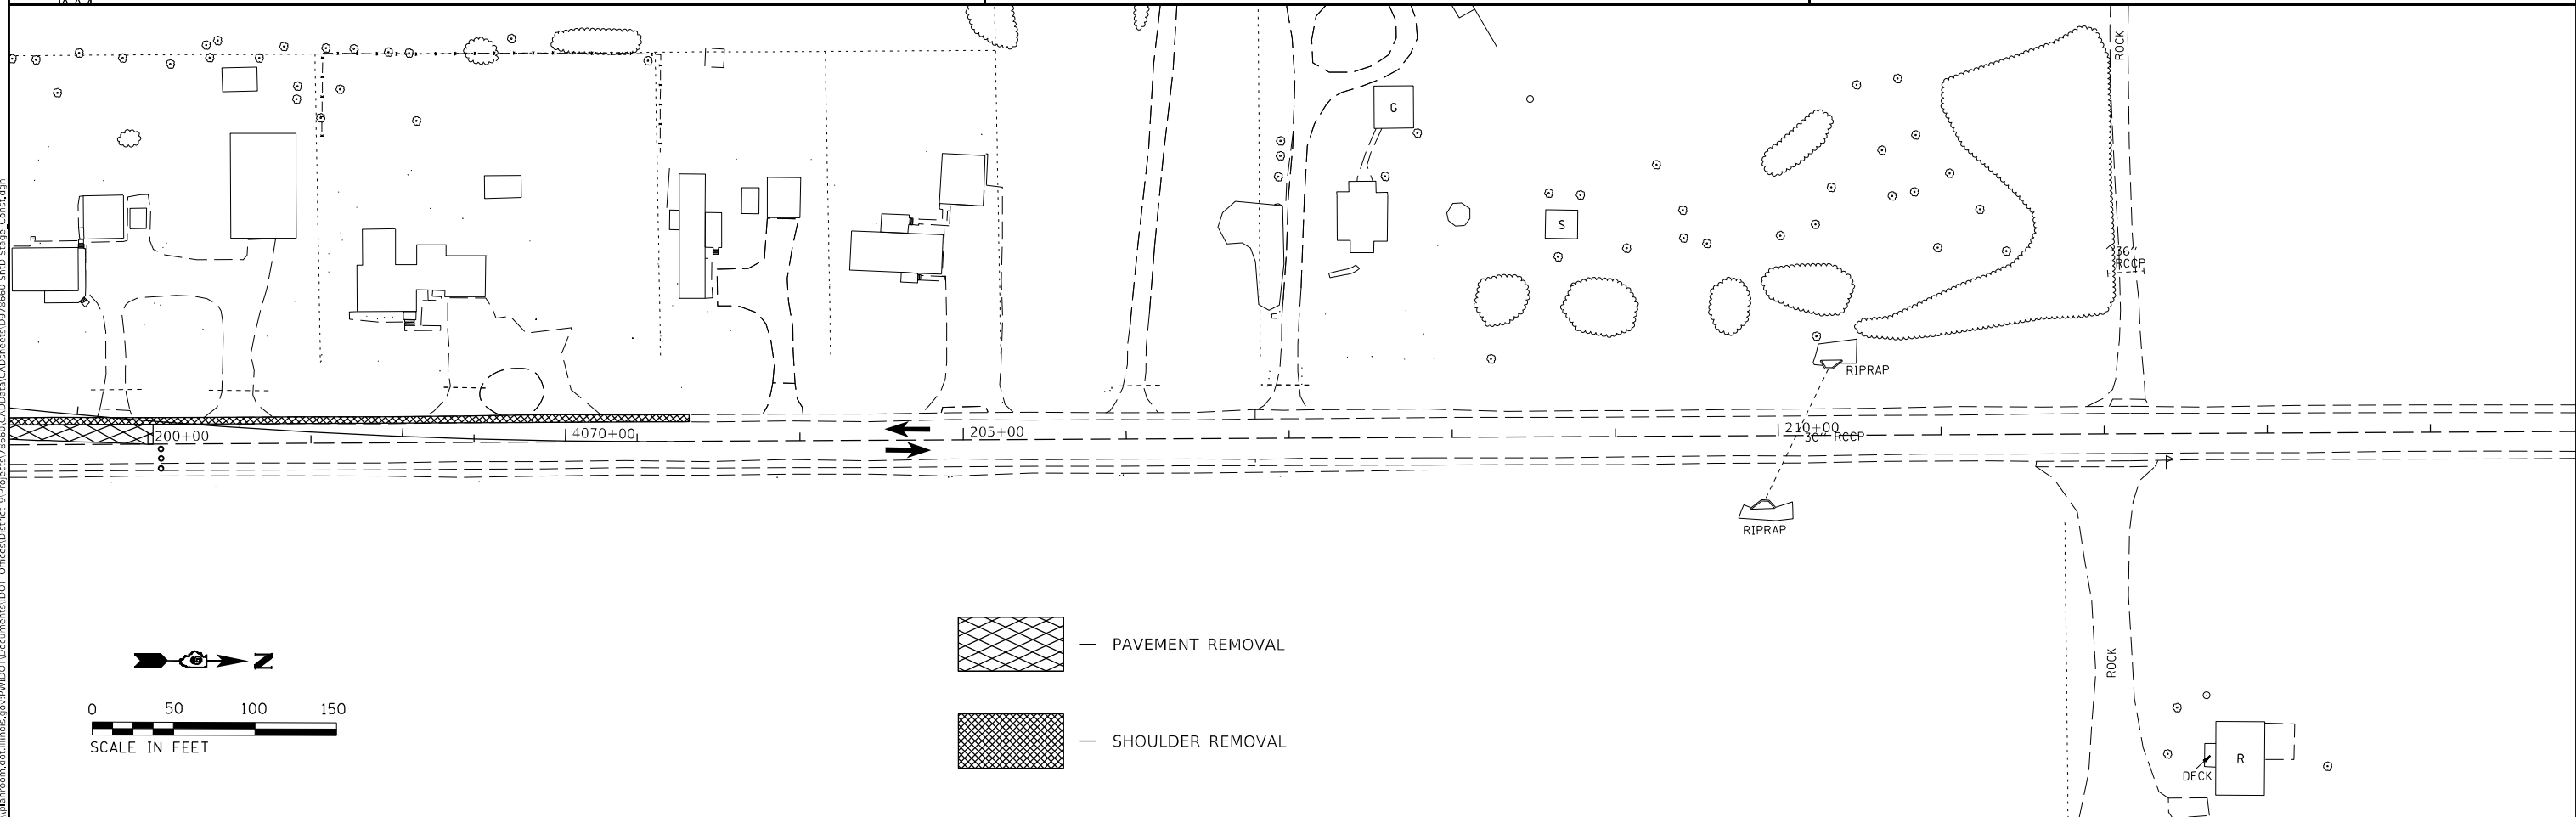 ROCK
G
S
36"
RCCP
RIPRAP
200+00
4070+00
205+00
210+00
30" RCCP
RIPRAP
N
0 50 100 150
SCALE IN FEET
PAVEMENT REMOVAL
SHOULDER REMOVAL
ROCK
R
DECK